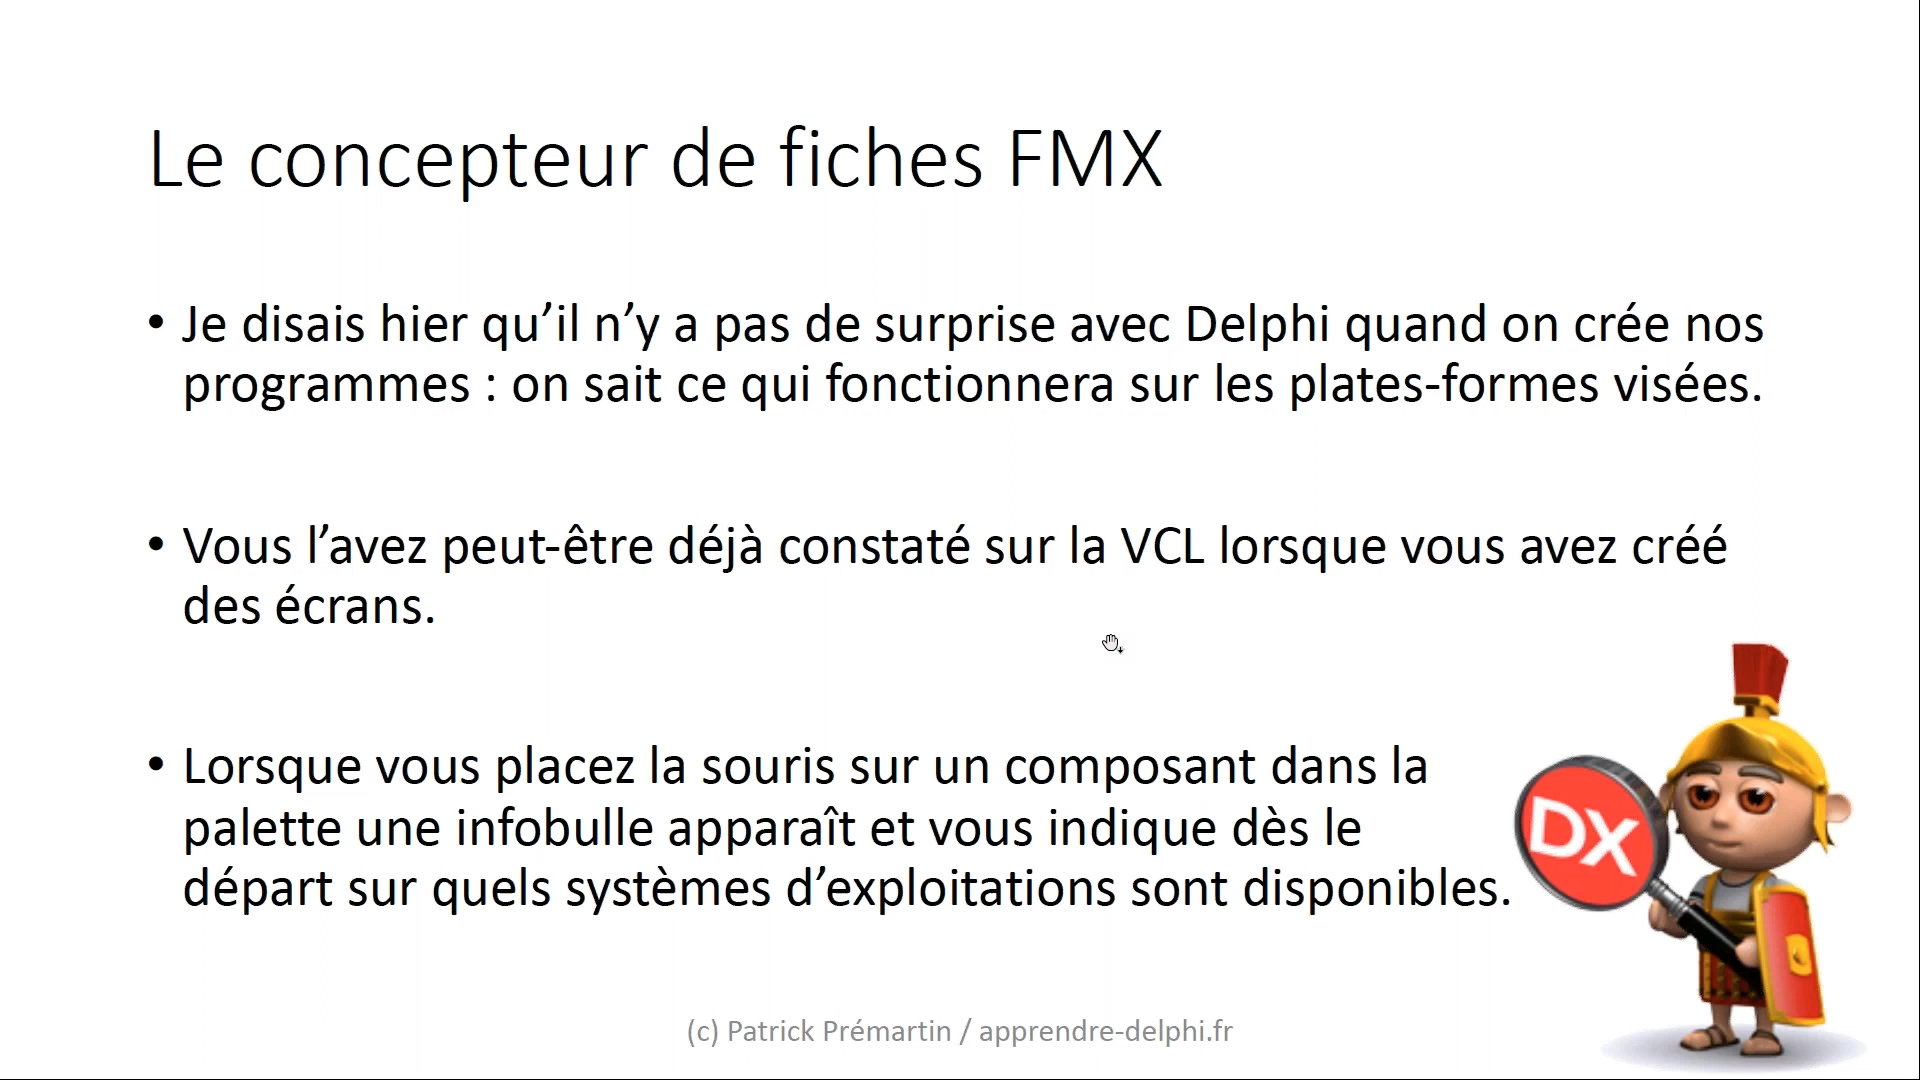 Le concepteur de fiches FMX
• Je disais hier qu’il n’y a pas de surprise avec Delphi quand on crée nos
programmes : on sait ce qui fonctionnera sur les plates-formes visées.
• Vous l’avez peut-être déjà constaté sur la VCL lorsque vous avez créé
des écrans.
• Lorsque vous placez la souris sur un composant dans la
palette une infobulle apparaît et vous indique dès le
départ sur quels systèmes d’exploitations sont disponibles.
DX
(c) Patrick Prémartin / apprendre-delphi.fr